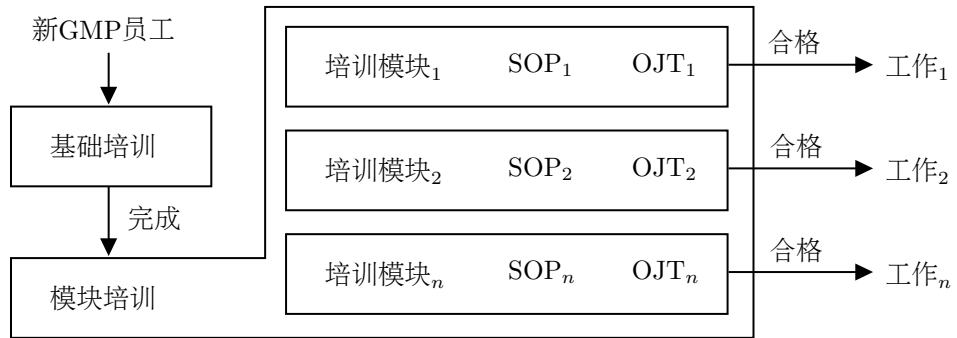 新GMP员工
基础培训
完成
模块培训
培训模块₁ SOP₁ OJT₁
合格
工作₁
培训模块₂ SOP₂ OJT₂
合格
工作₂
培训模块ₙ SOPₙ OJTₙ
合格
工作ₙ